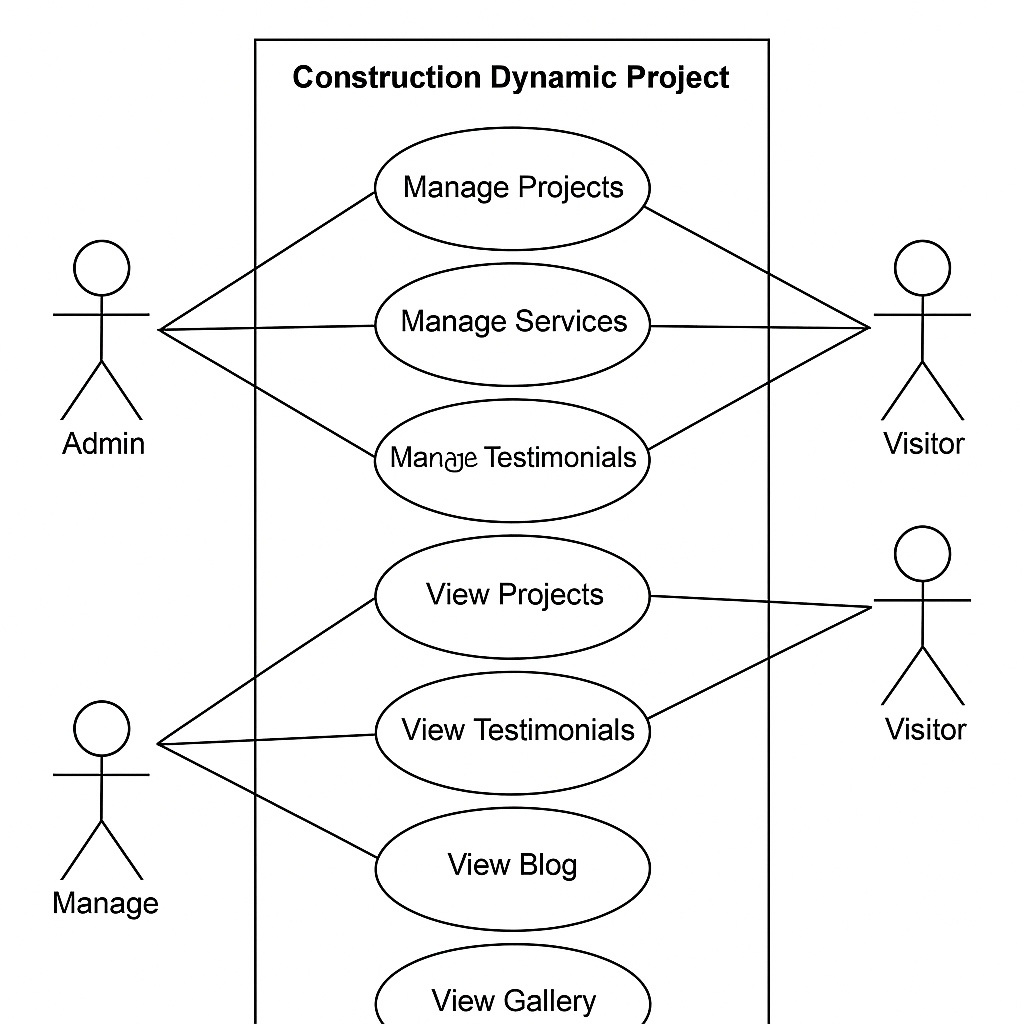 Construction Dynamic Project
Manage Projects
Manage Services
Testimonials
Admin
Visitor
View Projects
View Testimonials
Visitor
View Blog
Manage
View Gallery